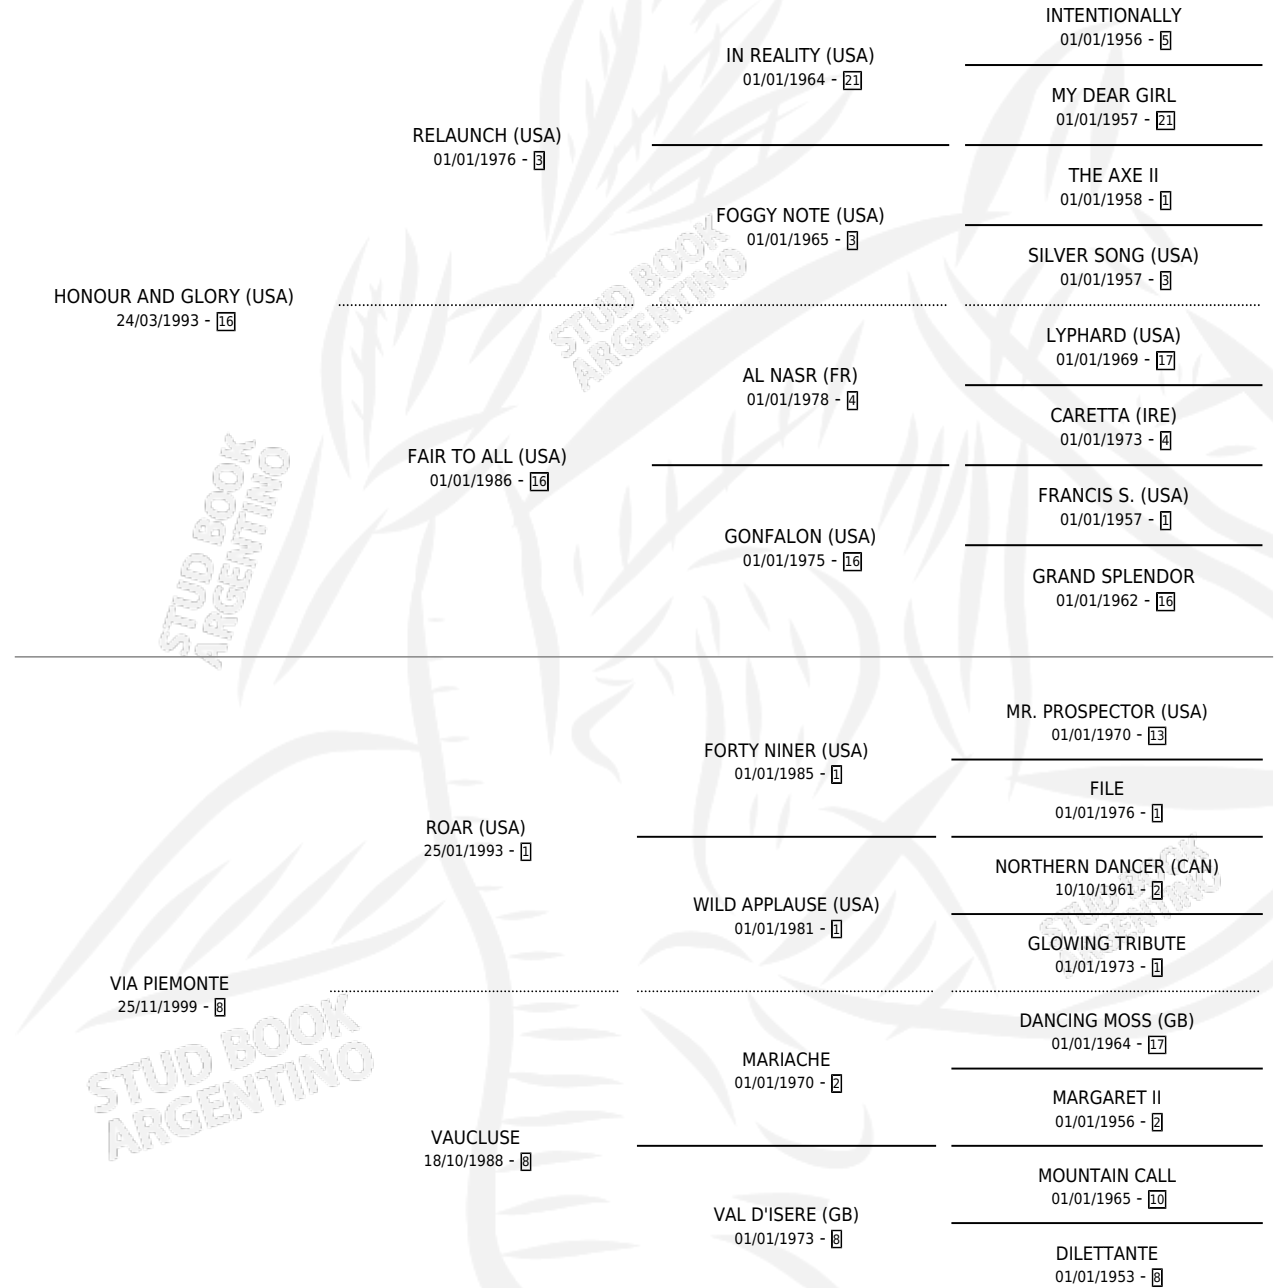 INTENTIONALLY
01/01/1956 - 5
IN REALITY (USA)
01/01/1964 - 21
MY DEAR GIRL
01/01/1957 - 21
RELAUNCH (USA)
01/01/1976 - 3
THE AXE II
01/01/1958 - 1
FOGGY NOTE (USA)
01/01/1965 - 3
SILVER SONG (USA)
01/01/1957 - 3
HONOUR AND GLORY (USA)
24/03/1993 - 16
LYPHARD (USA)
01/01/1969 - 17
AL NASR (FR)
01/01/1978 - 4
CARETTA (IRE)
01/01/1973 - 4
FAIR TO ALL (USA)
01/01/1986 - 16
FRANCIS S. (USA)
01/01/1957 - 1
GONFALON (USA)
01/01/1975 - 16
GRAND SPLENDOR
01/01/1962 - 16
MR. PROSPECTOR (USA)
01/01/1970 - 13
FORTY NINER (USA)
01/01/1985 - 1
FILE
01/01/1976 - 1
ROAR (USA)
25/01/1993 - 1
NORTHERN DANCER (CAN)
10/10/1961 - 2
WILD APPLAUSE (USA)
01/01/1981 - 1
GLOWING TRIBUTE
01/01/1973 - 1
VIA PIEMONTE
25/11/1999 - 8
DANCING MOSS (GB)
01/01/1964 - 17
MARIACHE
01/01/1970 - 2
MARGARET II
01/01/1956 - 2
VAUCLUSE
18/10/1988 - 8
MOUNTAIN CALL
01/01/1965 - 10
VAL D'ISERE (GB)
01/01/1973 - 8
DILETTANTE
01/01/1953 - 8
STUD BOOK
ARGENTINO
STUD BOOK
ARGENTINO
STUD BOOK
ARGENTINO
STUD BOOK
ARGENTINO